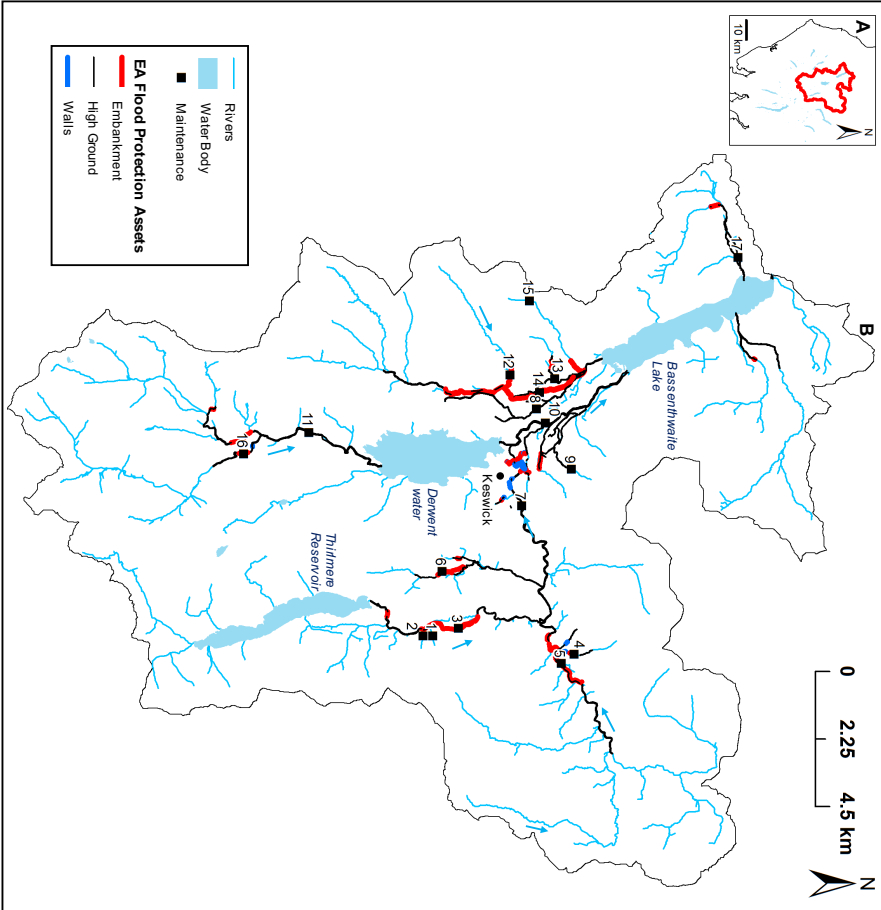 A
N
10 km
B
Rivers
Water Body
Maintenance
EA Flood Protection Assets
Embankment
High Ground
Walls
17
Bassenthwaite
Lake
15
13
12
14
8
10
9
Keswick
7
11
16
Derwent
water
6
Thirlmere
Reservoir
3
1
2
4
5
0
2.25
4.5 km
N